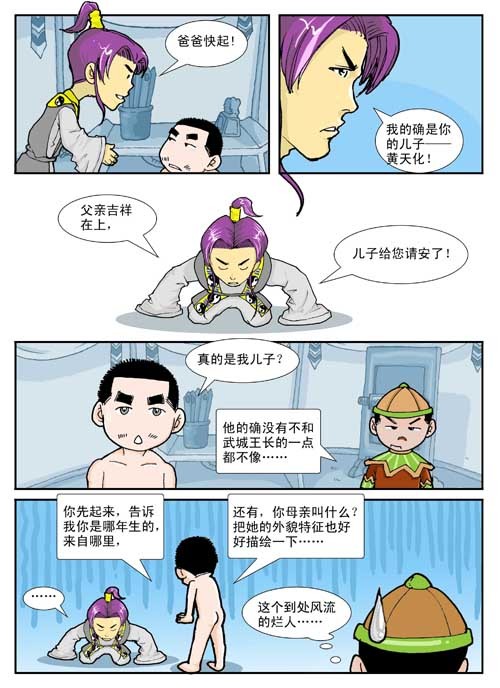 爸爸快起！
我的确是你
的儿子——
黄天化！
父亲吉祥
在上，
儿子给您请安了！
真的是我儿子？
他的确没有不和
武城王长的一点
都不像……
你先起来，告诉
我你是哪年生的，
来自哪里，
还有，你母亲叫什么？
把她的外貌特征也好
好描绘一下……
……
这个到处风流
的烂人……